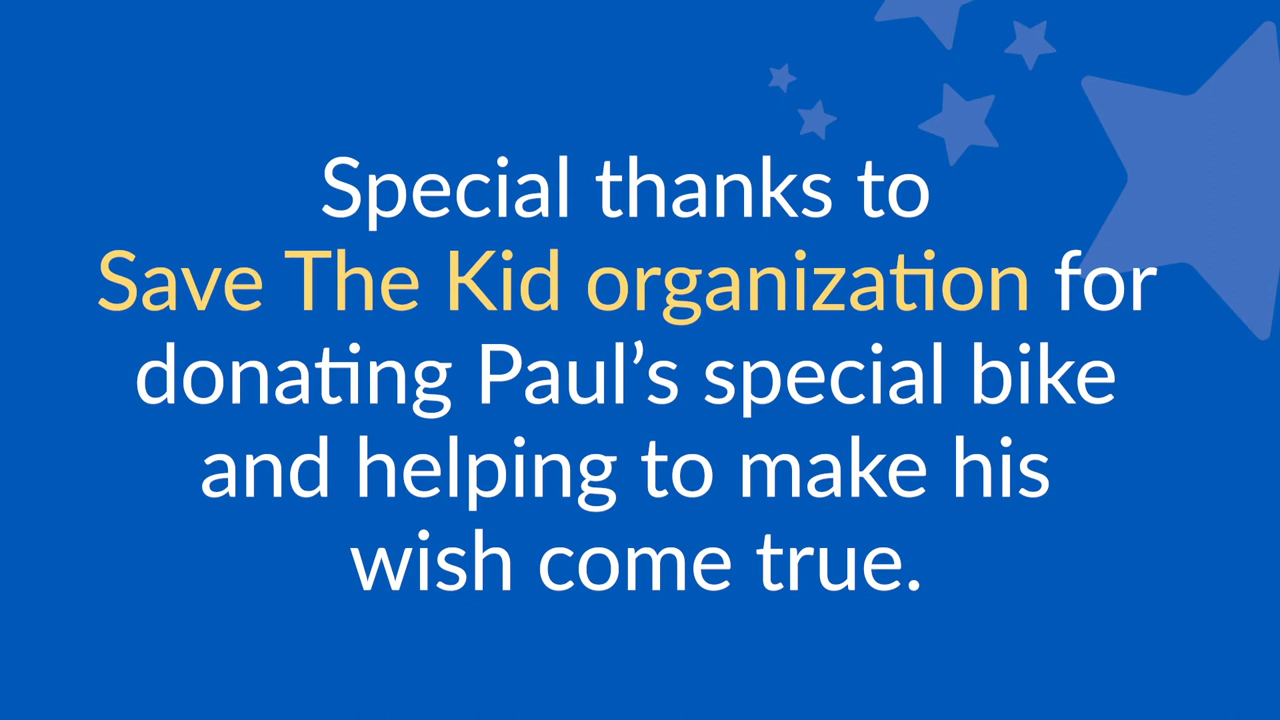 Special thanks to
Save The Kid organization for
donating Paul’s special bike
and helping to make his
wish come true.